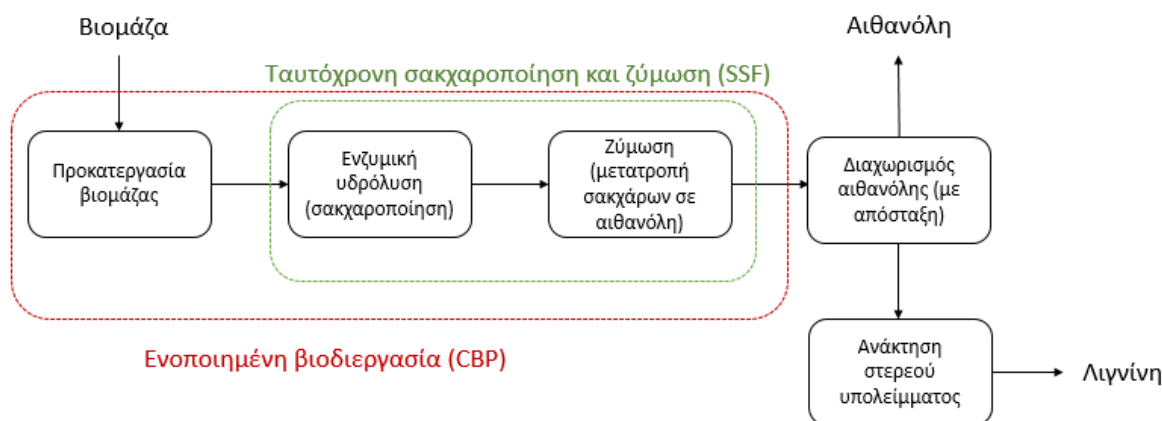 Βιομάζα
Αιθανόλη
Ταυτόχρονη σακχαροποίηση και ζύμωση (SSF)
Προκατεργασία
βιομάζας
Ενζυμική
υδρόλυση
(σακχαροποίηση)
Ζύμωση
(μετατροπή
σακχάρων σε
αιθανόλη)
Διαχωρισμός
αιθανόλης (με
απόσταξη)
Ενοποιημένη βιοδιεργασία (CBP)
Ανάκτηση
στερεού
υπολείμματος
Λιγνίνη